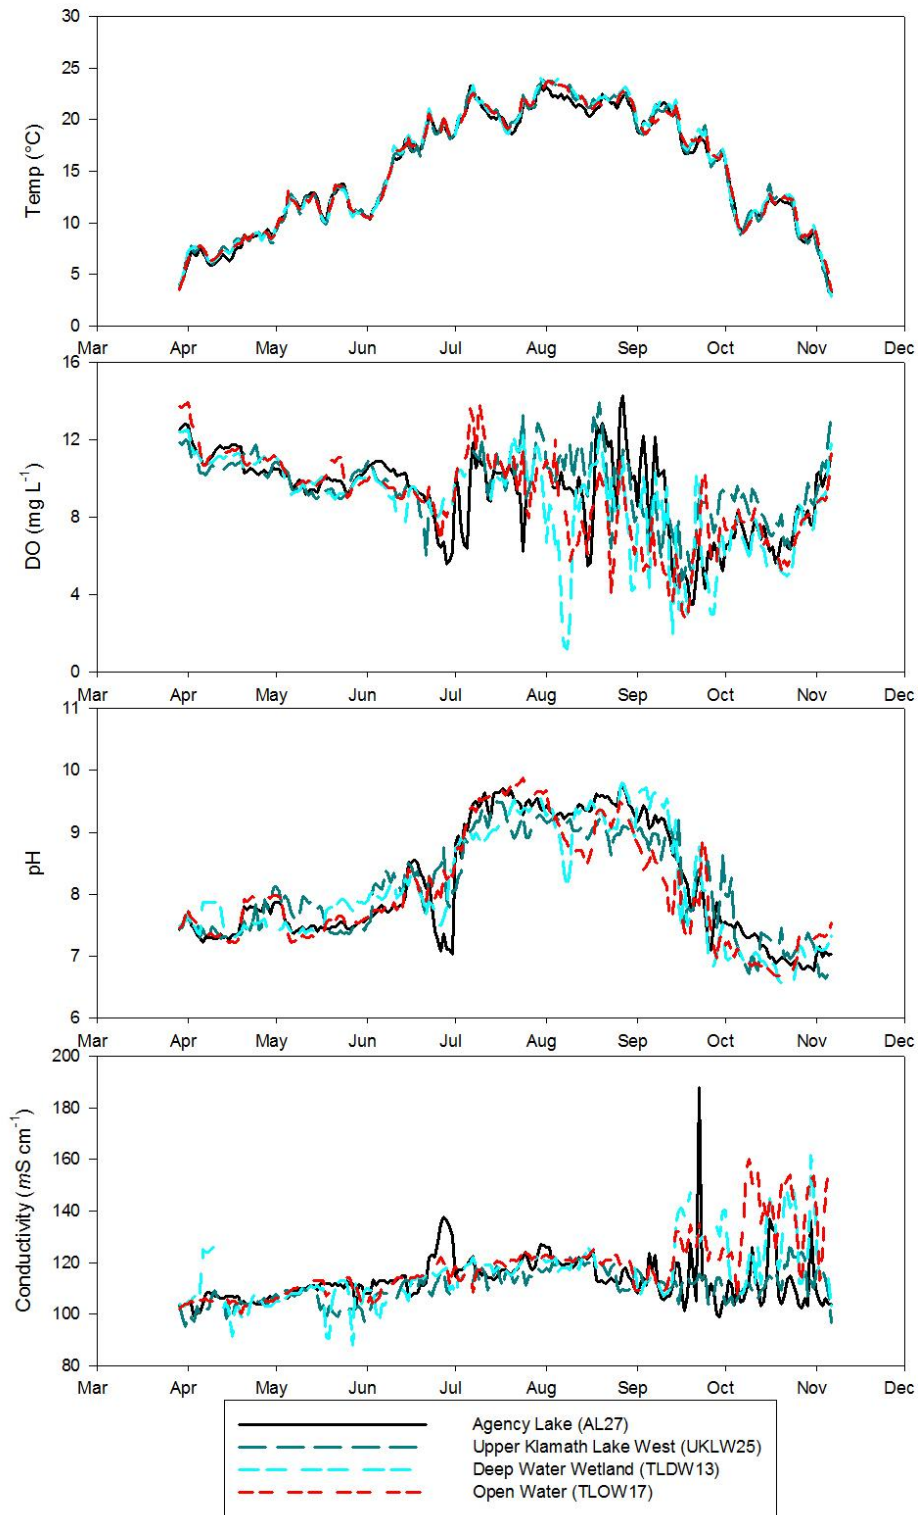 30
25
20
15
10
5
0
Temp (°C)
Mar Apr May Jun Jul Aug Sep Oct Nov Dec
16
12
8
4
0
DO (mg L⁻¹)
Mar Apr May Jun Jul Aug Sep Oct Nov Dec
11
10
9
8
7
6
pH
Mar Apr May Jun Jul Aug Sep Oct Nov Dec
200
180
160
140
120
100
80
Conductivity (mS cm⁻¹)
Mar Apr May Jun Jul Aug Sep Oct Nov Dec
Agency Lake (AL27)
Upper Klamath Lake West (UKLW25)
Deep Water Wetland (TLDW13)
Open Water (TLOW17)